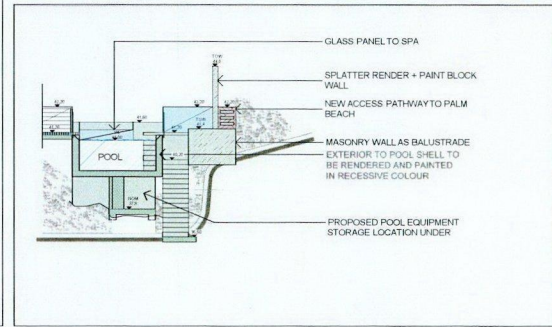 GLASS PANEL TO SPA
SPLATTER RENDER + PAINT BLOCK
WALL
NEW ACCESS PATHWAY TO PALM
BEACH
MASONRY WALL AS BALUSTRADE
EXTERIOR TO POOL SHELL TO
BE RENDERED AND PAINTED
IN RECESSIVE COLOUR
PROPOSED POOL EQUIPMENT
STORAGE LOCATION UNDER
POOL